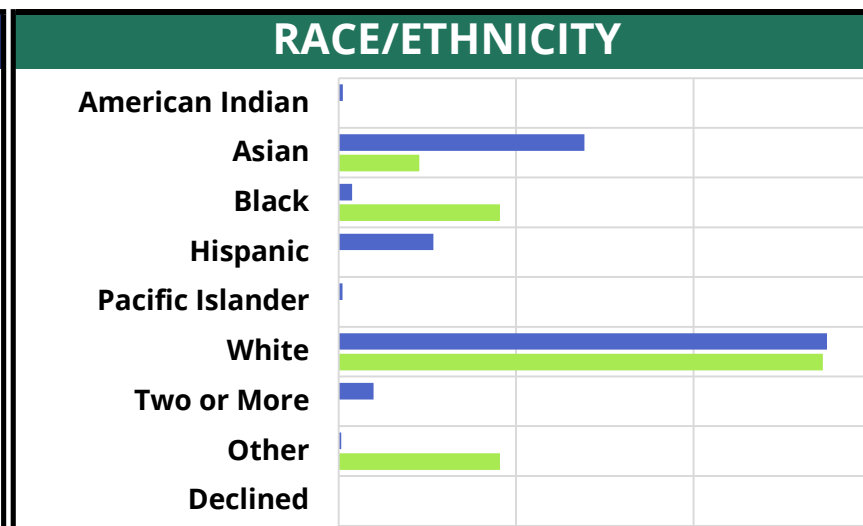 RACE/ETHNICITY
American Indian
Asian
Black
Hispanic
Pacific Islander
White
Two or More
Other
Declined